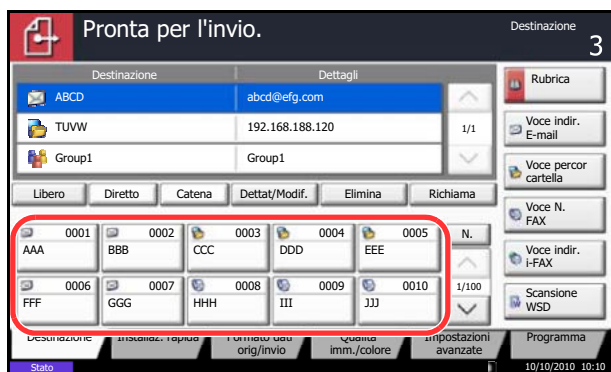 Pronta per l'invio.
Destinazione
3
Destinazione Dettagli
ABCD abcd@efg.com
TUVW 192.168.188.120
1/1
Group1 Group1
Libero Diretto Catena Dettat/Modif. Elimina Richiama
0001 0002 0003 0004 0005
AAA BBB CCC DDD EEE
N.
0006 0007 0008 0009 0010
FFF GGG HHH III JJJ
1/100
Rubrica
Voce indir.
E-mail
Voce percor
cartella
Voce N.
FAX
Voce indir.
i-FAX
Scansione
WSD
Destinazione
Installaz. rapida
Formato dati
orig/invio
Qualità
imm./colore
Impostazioni
avanzate
Programma
Stato
10/10/2010 10:10